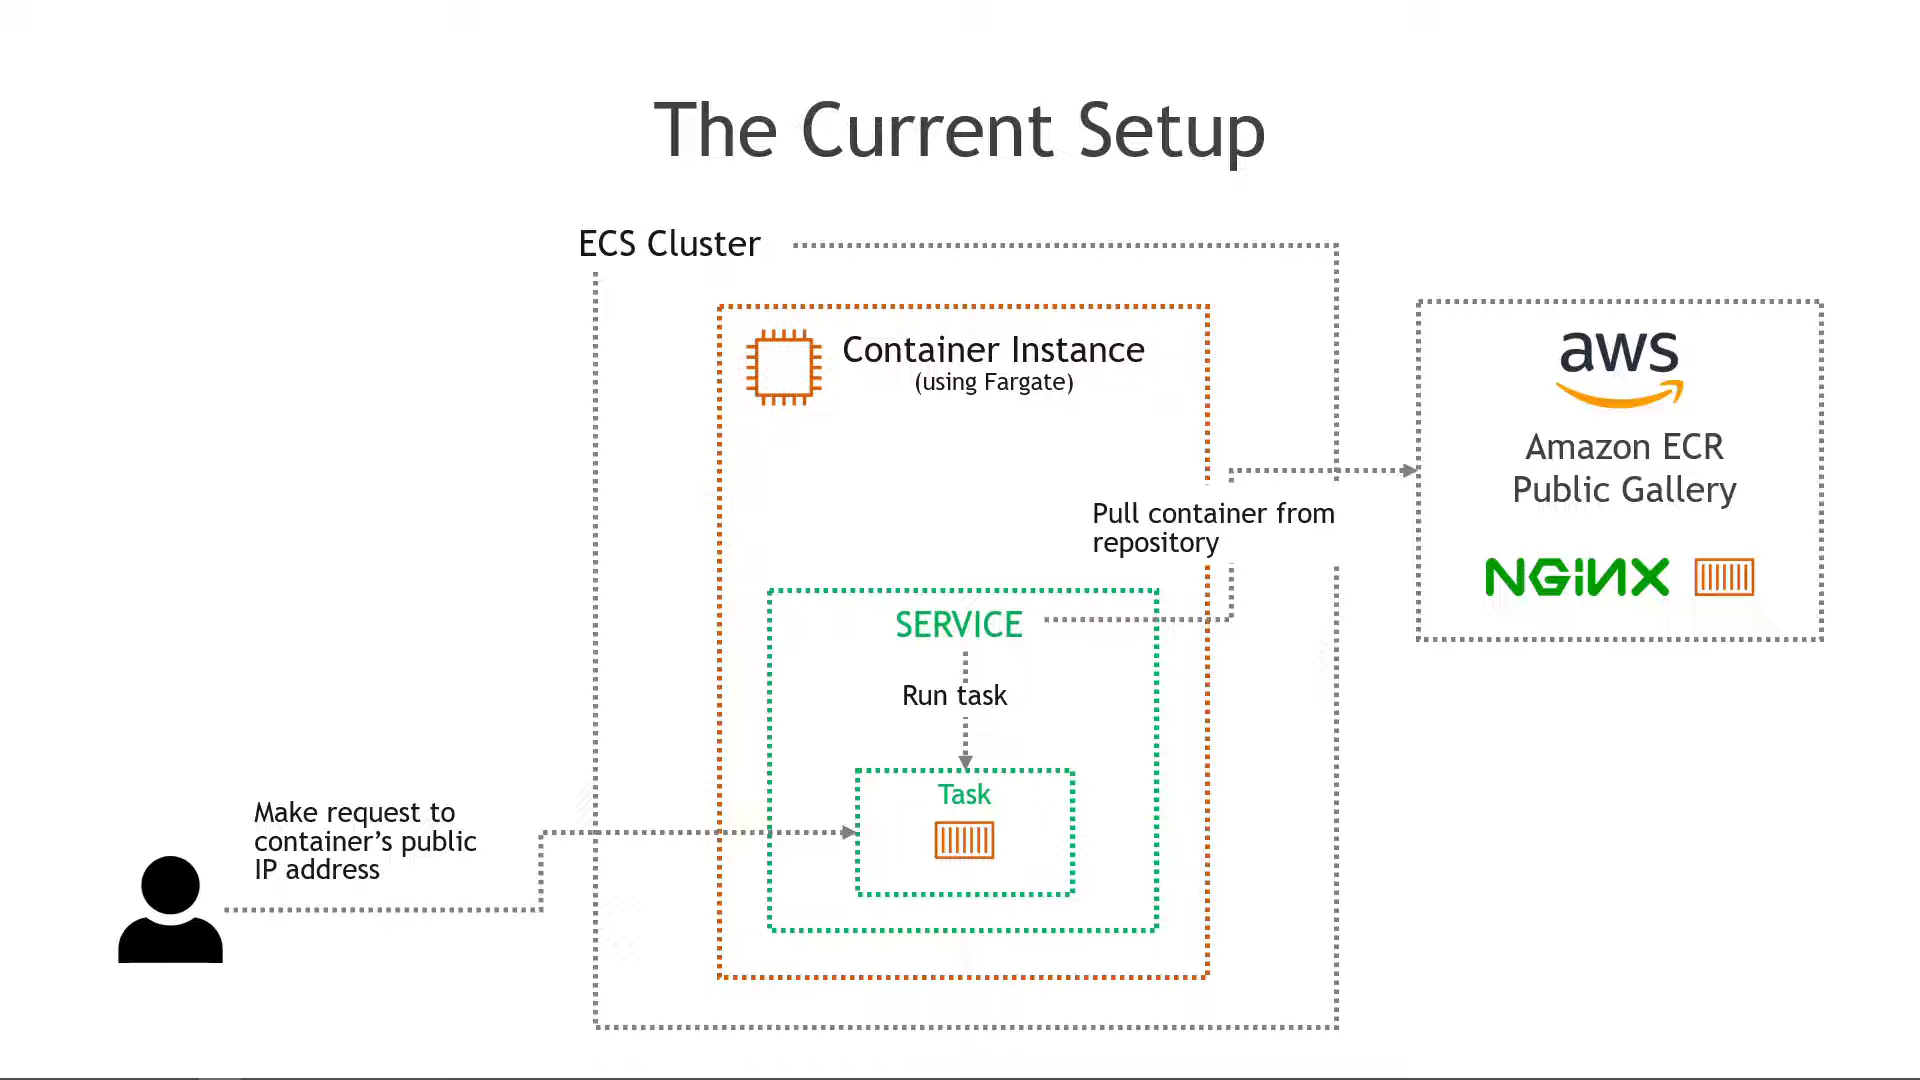 The Current Setup
ECS Cluster
Container Instance
(using Fargate)
aws
Amazon ECR
Public Gallery
NGiNX
Pull container from
repository
SERVICE
Run task
Task
Make request to
container’s public
IP address